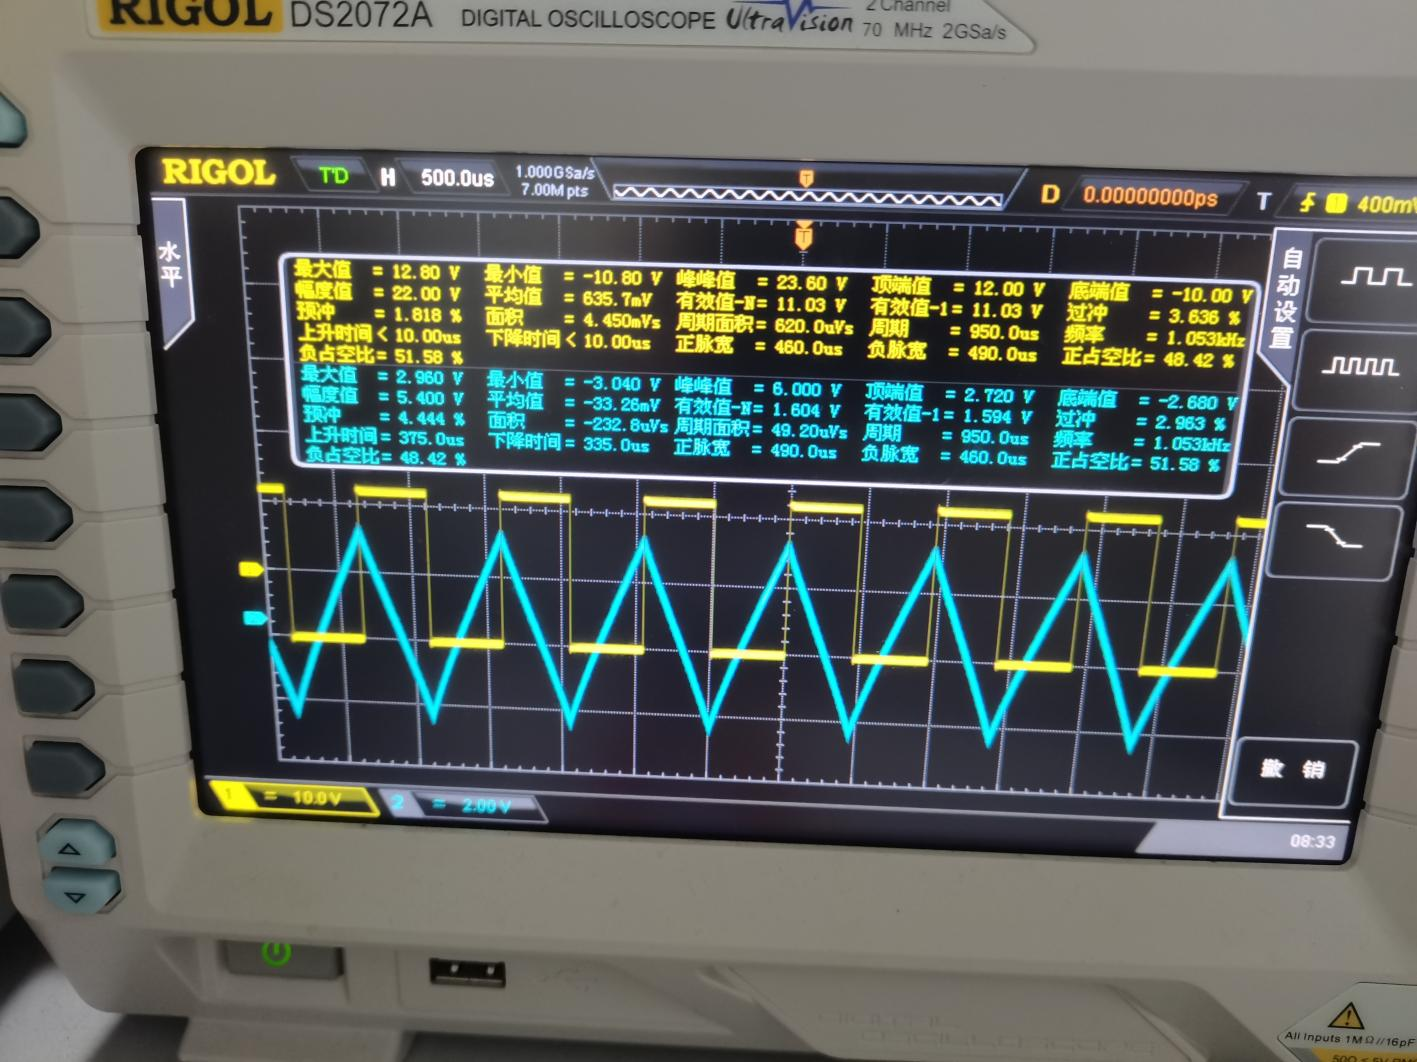 RIGOL DS2072A DIGITAL OSCILLOSCOPE UltraVision 2 Channel
70 MHz 2GSa/s
RIGOL T'D H 500.0us 1.000GSa/s 7.00M pts D 0.00000000ps T 1 400mV
水平
自动设置
最大值 = 12.80 V 最小值 = -10.80 V 峰峰值 = 23.60 V 顶端值 = 12.00 V 底端值 = -10.00 V
幅度值 = 22.00 V 平均值 = 635.7mV 有效值-N= 11.03 V 有效值-1= 11.03 V 过冲 = 3.636 %
预冲 = 1.818 % 面积 = 4.450mVs 周期面积= 620.0uVs 周期 = 950.0us 频率 = 1.053kHz
上升时间 < 10.00us 下降时间 < 10.00us 正脉宽 = 460.0us 负脉宽 = 490.0us 正占空比= 48.42 %
负占空比= 51.58 %
最大值 = 2.960 V 最小值 = -3.040 V 峰峰值 = 6.000 V 顶端值 = 2.720 V 底端值 = -2.680 V
幅度值 = 5.400 V 平均值 = -33.26mV 有效值-N= 1.604 V 有效值-1= 1.594 V 过冲 = 2.963 %
预冲 = 4.444 % 面积 = -232.8uVs 周期面积= 49.20uVs 周期 = 950.0us 频率 = 1.053kHz
上升时间= 375.0us 下降时间= 335.0us 正脉宽 = 490.0us 负脉宽 = 460.0us 正占空比= 51.58 %
负占空比= 48.42 %
撤销
1 = 10.0V 2 = 2.00 V
08:33
All Inputs 1MΩ//16pF